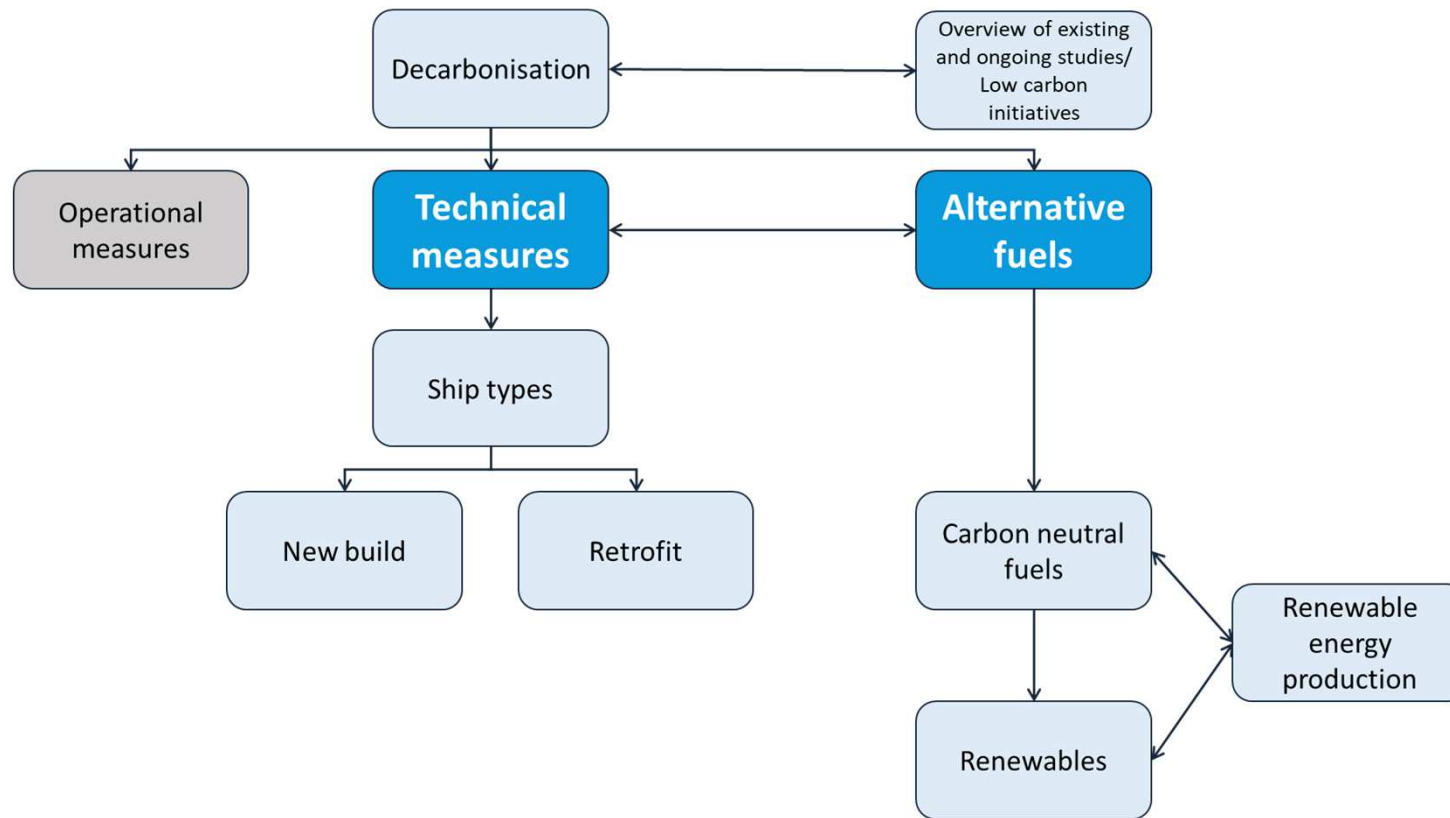 Decarbonisation
Overview of existing
and ongoing studies/
Low carbon
initiatives
Operational
measures
Technical
measures
Alternative
fuels
Ship types
New build
Retrofit
Carbon neutral
fuels
Renewable
energy
production
Renewables